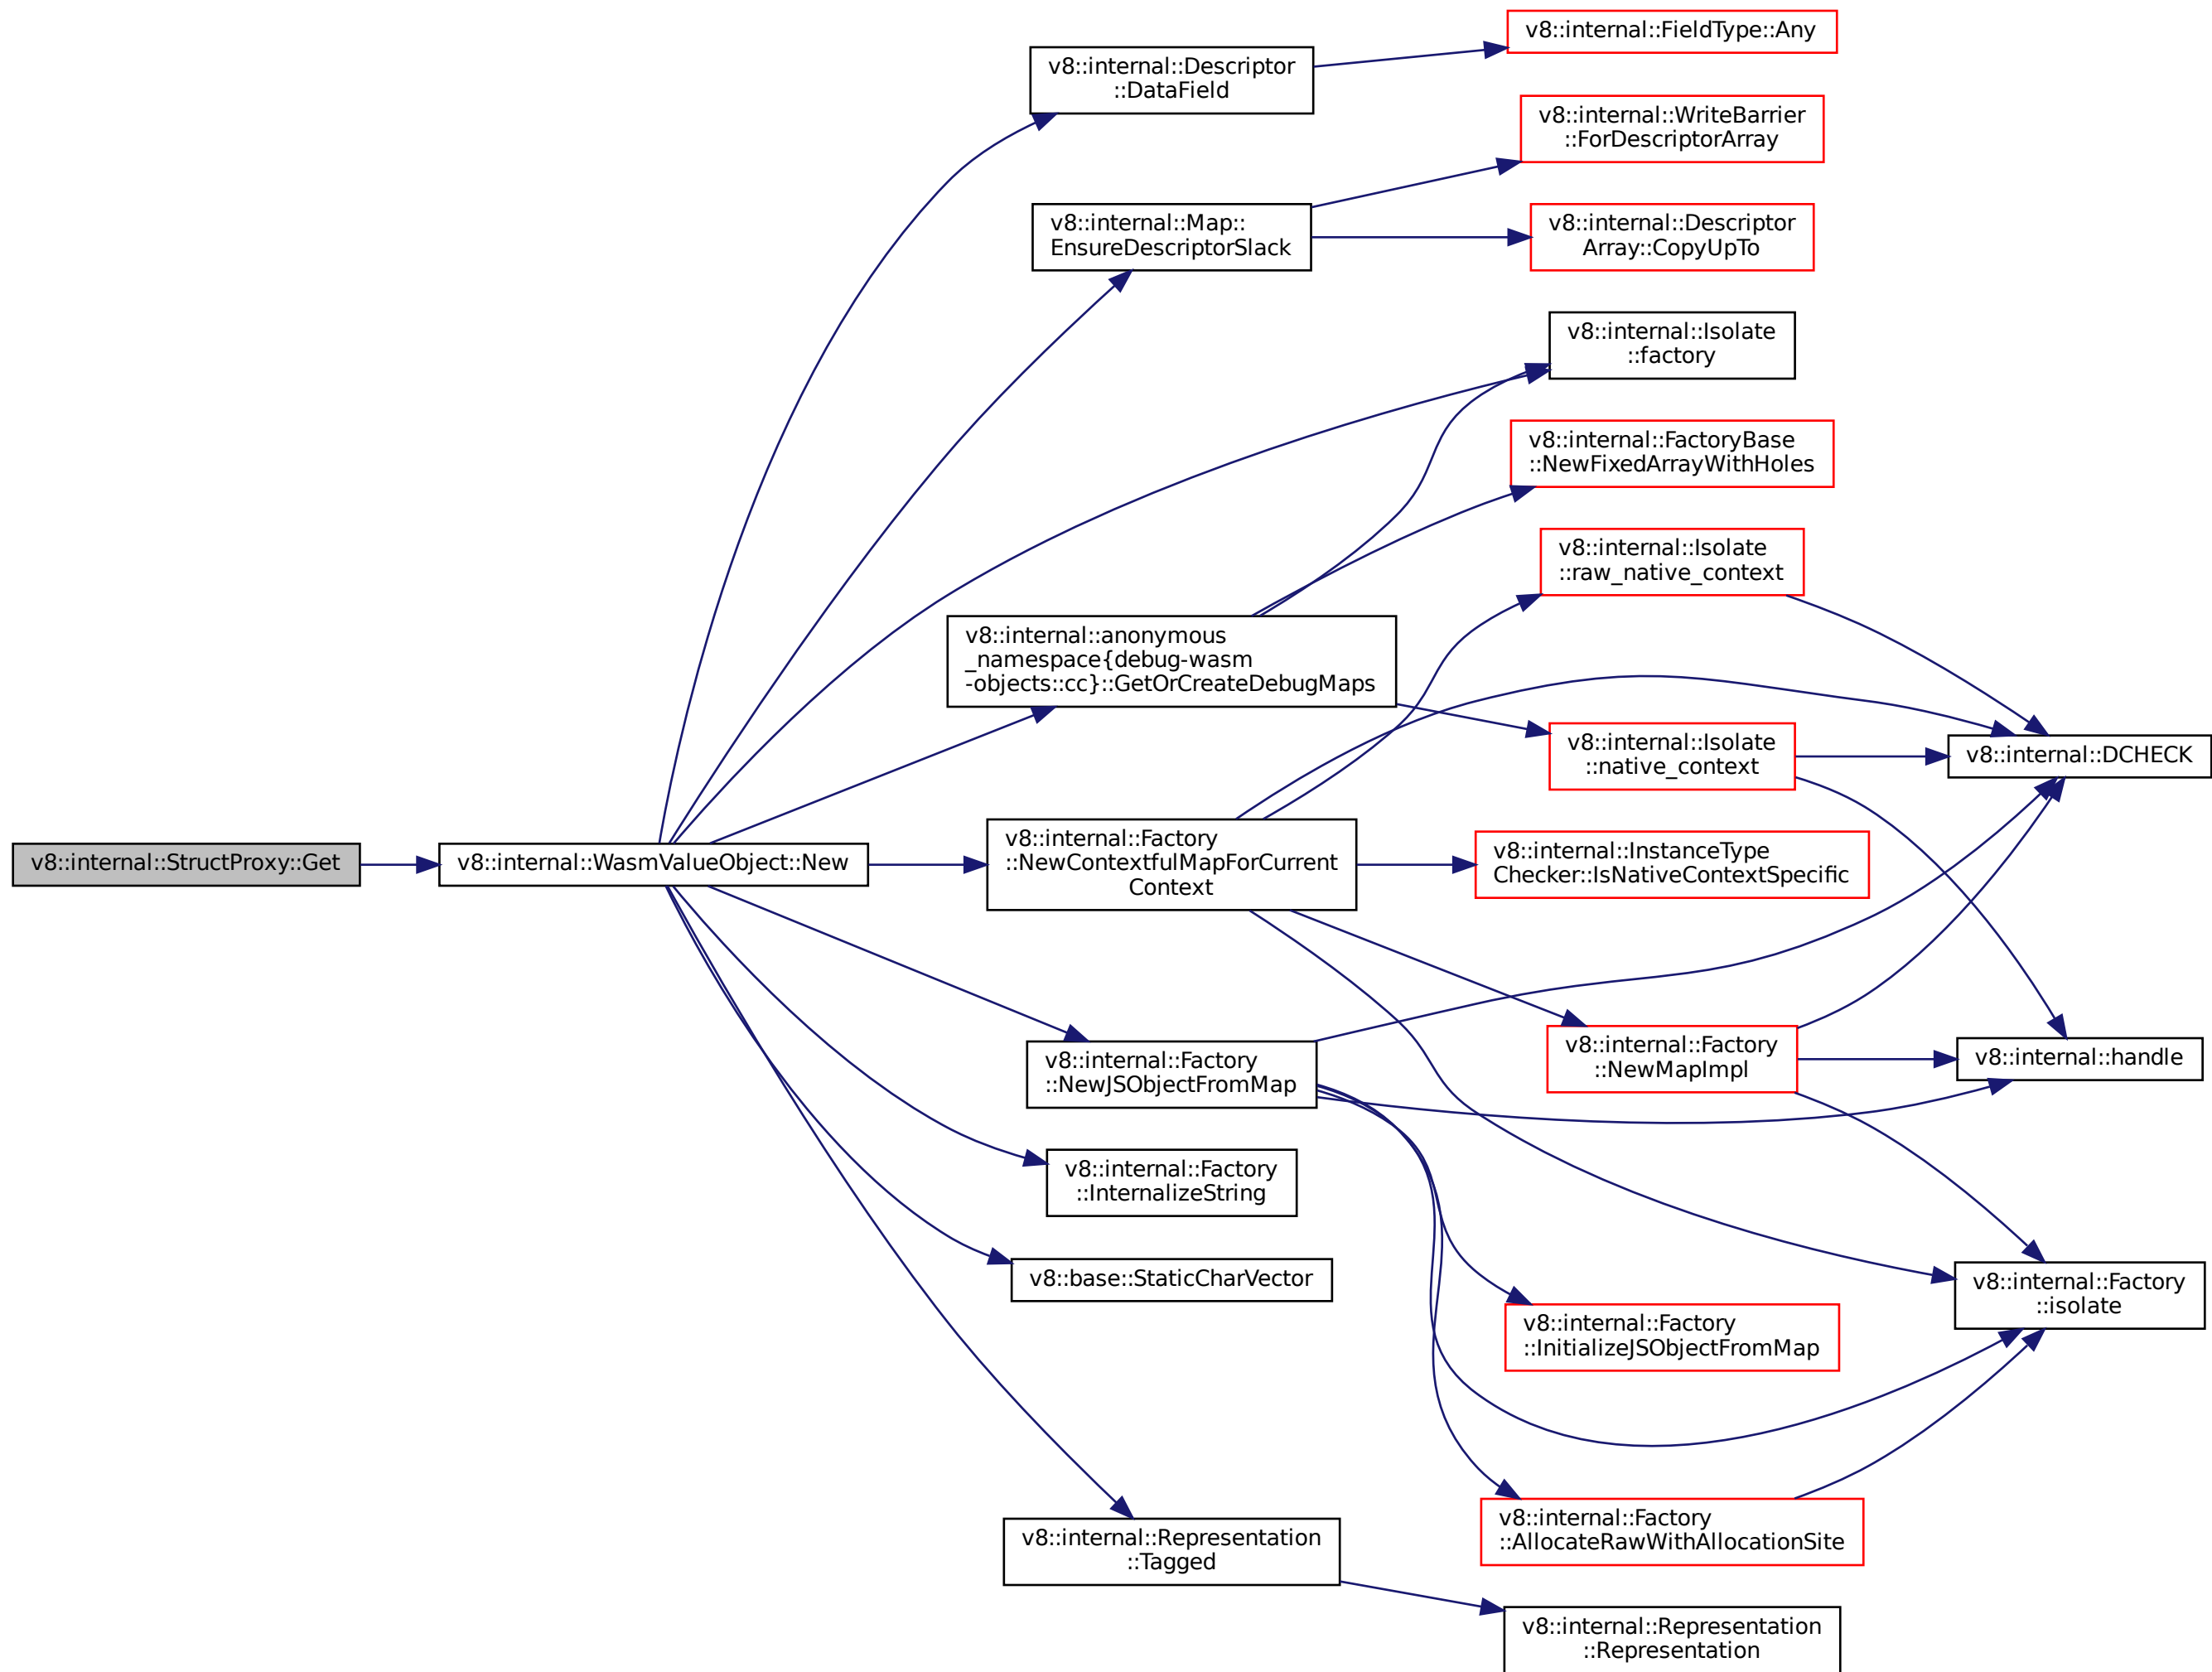 v8::internal::StructProxy::Get
v8::internal::WasmValueObject::New
v8::internal::Descriptor
::DataField
v8::internal::FieldType::Any
v8::internal::Map::
EnsureDescriptorSlack
v8::internal::WriteBarrier
::ForDescriptorArray
v8::internal::Descriptor
Array::CopyUpTo
v8::internal::Isolate
::factory
v8::internal::anonymous
_namespace{debug-wasm
-objects::cc}::GetOrCreateDebugMaps
v8::internal::FactoryBase
::NewFixedArrayWithHoles
v8::internal::Isolate
::native_context
v8::internal::DCHECK
v8::internal::handle
v8::internal::Factory
::NewContextfulMapForCurrent
Context
v8::internal::Isolate
::raw_native_context
v8::internal::InstanceType
Checker::IsNativeContextSpecific
v8::internal::Factory
::NewMapImpl
v8::internal::Factory
::isolate
v8::internal::Factory
::NewJSObjectFromMap
v8::internal::Factory
::InitializeJSObjectFromMap
v8::internal::Factory
::AllocateRawWithAllocationSite
v8::internal::Factory
::InternalizeString
v8::base::StaticCharVector
v8::internal::Representation
::Tagged
v8::internal::Representation
::Representation